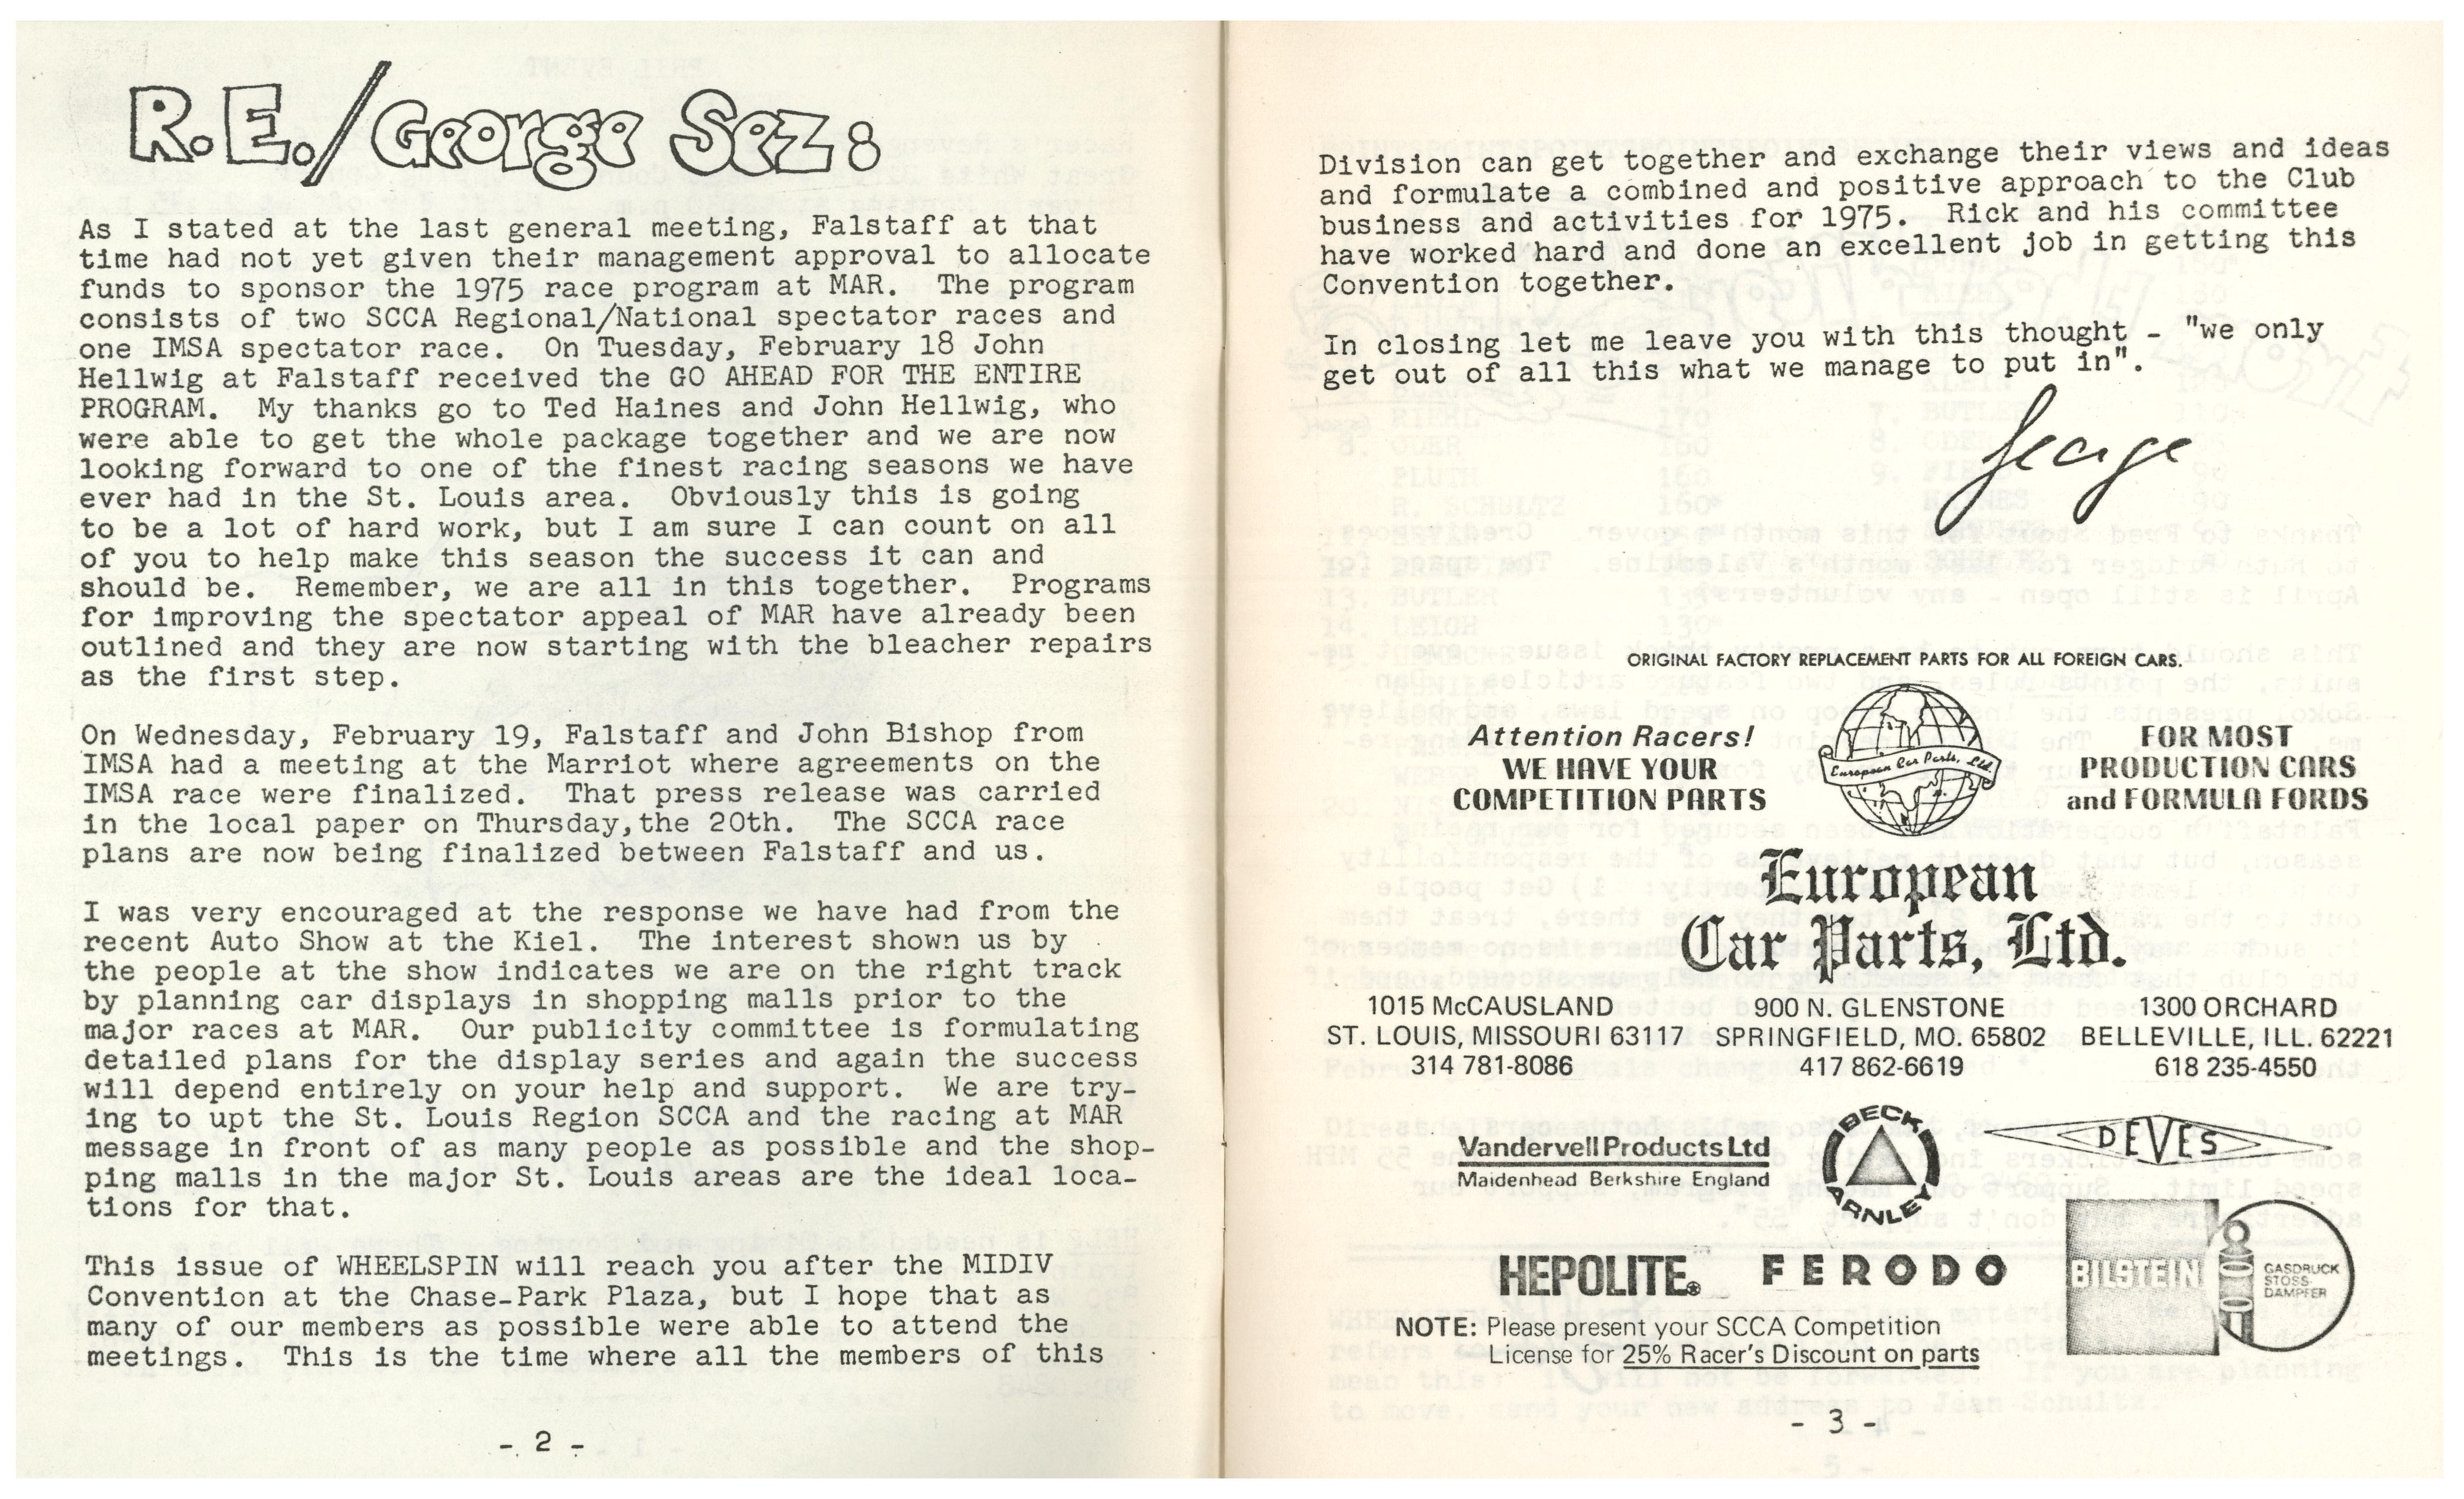 R.E./George Sez:
As I stated at the last general meeting, Falstaff at that
time had not yet given their management approval to allocate
funds to sponsor the 1975 race program at MAR.  The program
consists of two SCCA Regional/National spectator races and
one IMSA spectator race.  On Tuesday, February 18 John
Hellwig at Falstaff received the GO AHEAD FOR THE ENTIRE
PROGRAM.  My thanks go to Ted Haines and John Hellwig, who
were able to get the whole package together and we are now
looking forward to one of the finest racing seasons we have
ever had in the St. Louis area.  Obviously this is going
to be a lot of hard work, but I am sure I can count on all
of you to help make this season the success it can and
should be.  Remember, we are all in this together.  Programs
for improving the spectator appeal of MAR have already been
outlined and they are now starting with the bleacher repairs
as the first step.
On Wednesday, February 19, Falstaff and John Bishop from
IMSA had a meeting at the Marriot where agreements on the
IMSA race were finalized.  That press release was carried
in the local paper on Thursday,the 20th.  The SCCA race
plans are now being finalized between Falstaff and us.
I was very encouraged at the response we have had from the
recent Auto Show at the Kiel.  The interest shown us by
the people at the show indicates we are on the right track
by planning car displays in shopping malls prior to the
major races at MAR.  Our publicity committee is formulating
detailed plans for the display series and again the success
will depend entirely on your help and support.  We are try-
ing to upt the St. Louis Region SCCA and the racing at MAR
message in front of as many people as possible and the shop-
ping malls in the major St. Louis areas are the ideal loca-
tions for that.
This issue of WHEELSPIN will reach you after the MIDIV
Convention at the Chase-Park Plaza, but I hope that as
many of our members as possible were able to attend the
meetings.  This is the time where all the members of this
- 2 -
Division can get together and exchange their views and ideas
and formulate a combined and positive approach to the Club
business and activities for 1975.  Rick and his committee
have worked hard and done an excellent job in getting this
Convention together.
In closing let me leave you with this thought - "we only
get out of all this what we manage to put in".
George
ORIGINAL FACTORY REPLACEMENT PARTS FOR ALL FOREIGN CARS.
Attention Racers!
WE HAVE YOUR
COMPETITION PARTS
European Car Parts, Ltd.
FOR MOST
PRODUCTION CARS
and FORMULA FORDS
European
Car Parts, Ltd.
1015 McCAUSLAND
ST. LOUIS, MISSOURI 63117
314 781-8086
900 N. GLENSTONE
SPRINGFIELD, MO. 65802
417 862-6619
1300 ORCHARD
BELLEVILLE, ILL. 62221
618 235-4550
Vandervell Products Ltd
Maidenhead Berkshire England
BECK
ARNLEY
DEVES
HEPOLITE®
FERODO
BILSTEIN
GASDRUCK
STOSS-
DAMPFER
NOTE: Please present your SCCA Competition
License for 25% Racer's Discount on parts
- 3 -